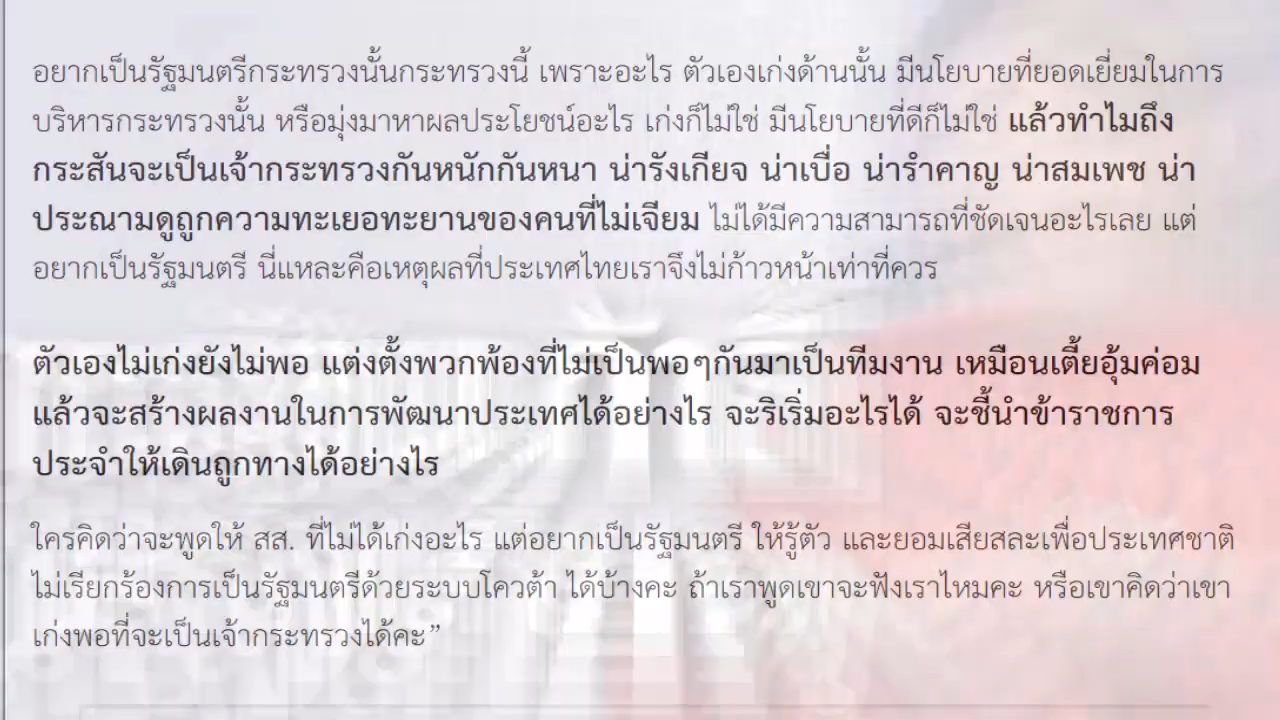 อยากเป็นรัฐมนตรีกระทรวงนั้นกระทรวงนี้ เพราะอะไร ตัวเองเก่งด้านนั้น มีนโยบายที่ยอดเยี่ยมในการ
บริหารกระทรวงนั้น หรือมุ่งมาหาผลประโยชน์อะไร เก่งก็ไม่ใช่ มีนโยบายที่ดีก็ไม่ใช่ แล้วทำไมถึง
กระสันจะเป็นเจ้ากระทรวงกันหนักกันหนา น่ารังเกียจ น่าเบื่อ น่ารำคาญ น่าสมเพช น่า
ประณามดูถูกความทะเยอทะยานของคนที่ไม่เจียม ไม่ได้มีความสามารถที่ชัดเจนอะไรเลย แต่
อยากเป็นรัฐมนตรี นี่แหละคือเหตุผลที่ประเทศไทยเราจึงไม่ก้าวหน้าเท่าที่ควร
ตัวเองไม่เก่งยังไม่พอ แต่งตั้งพวกพ้องที่ไม่เป็นพอๆกันมาเป็นทีมงาน เหมือนเตี้ยอุ้มค่อม
แล้วจะสร้างผลงานในการพัฒนาประเทศได้อย่างไร จะริเริ่มอะไรได้ จะชี้นำข้าราชการ
ประจำให้เดินถูกทางได้อย่างไร
ใครคิดว่าจะพูดให้ สส. ที่ไม่ได้เก่งอะไร แต่อยากเป็นรัฐมนตรี ให้รู้ตัว และยอมเสียสละเพื่อประเทศชาติ
ไม่เรียกร้องการเป็นรัฐมนตรีด้วยระบบโควต้า ได้บ้างคะ ถ้าเราพูดเขาจะฟังเราไหมคะ หรือเขาคิดว่าเขา
เก่งพอที่จะเป็นเจ้ากระทรวงได้คะ”